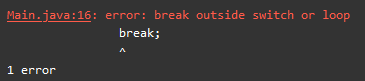 Main.java:16: error: break outside switch or loop
break;
^
1 error